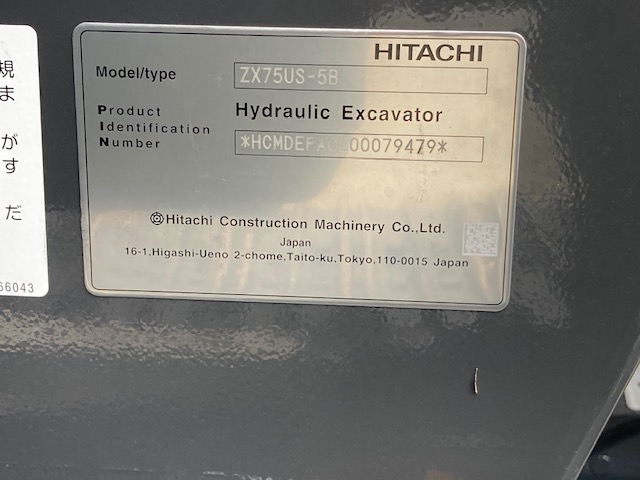 HITACHI
Model/type ZX75US-5B
Product Hydraulic Excavator
Identification
Number
Hitachi Construction Machinery Co.,Ltd.
Japan
16-1,Higashi-Ueno 2-chome,Taito-ku,Tokyo,110-0015 Japan
規
ま
が
す
だ
66043